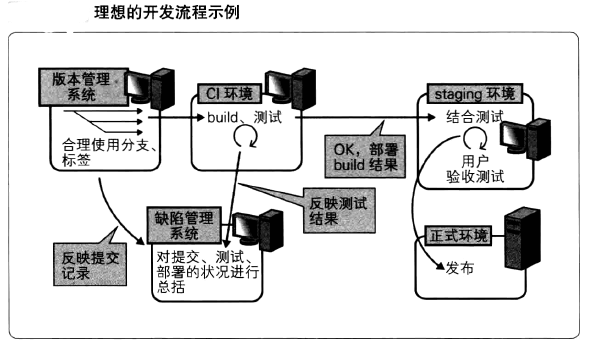 理想的开发流程示例
版本管理
系统
合理使用分支、
标签
CI 环境
build、测试
OK，部署
build 结果
staging 环境
结合测试
用户
验收测试
反映提交
记录
缺陷管理
系统
对提交、测试、
部署的状况进行
总括
反映测试
结果
正式环境
发布